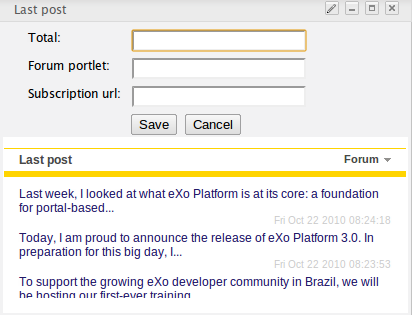 Last post
Total:
Forum portlet:
Subscription url:
Save Cancel
Last post Forum
Last week, I looked at what eXo Platform is at its core: a foundation
for portal-based...
Fri Oct 22 2010 08:24:18
Today, I am proud to announce the release of eXo Platform 3.0. In
preparation for this big day, I...
Fri Oct 22 2010 08:23:53
To support the growing eXo developer community in Brazil, we will
be hosting our first-ever training